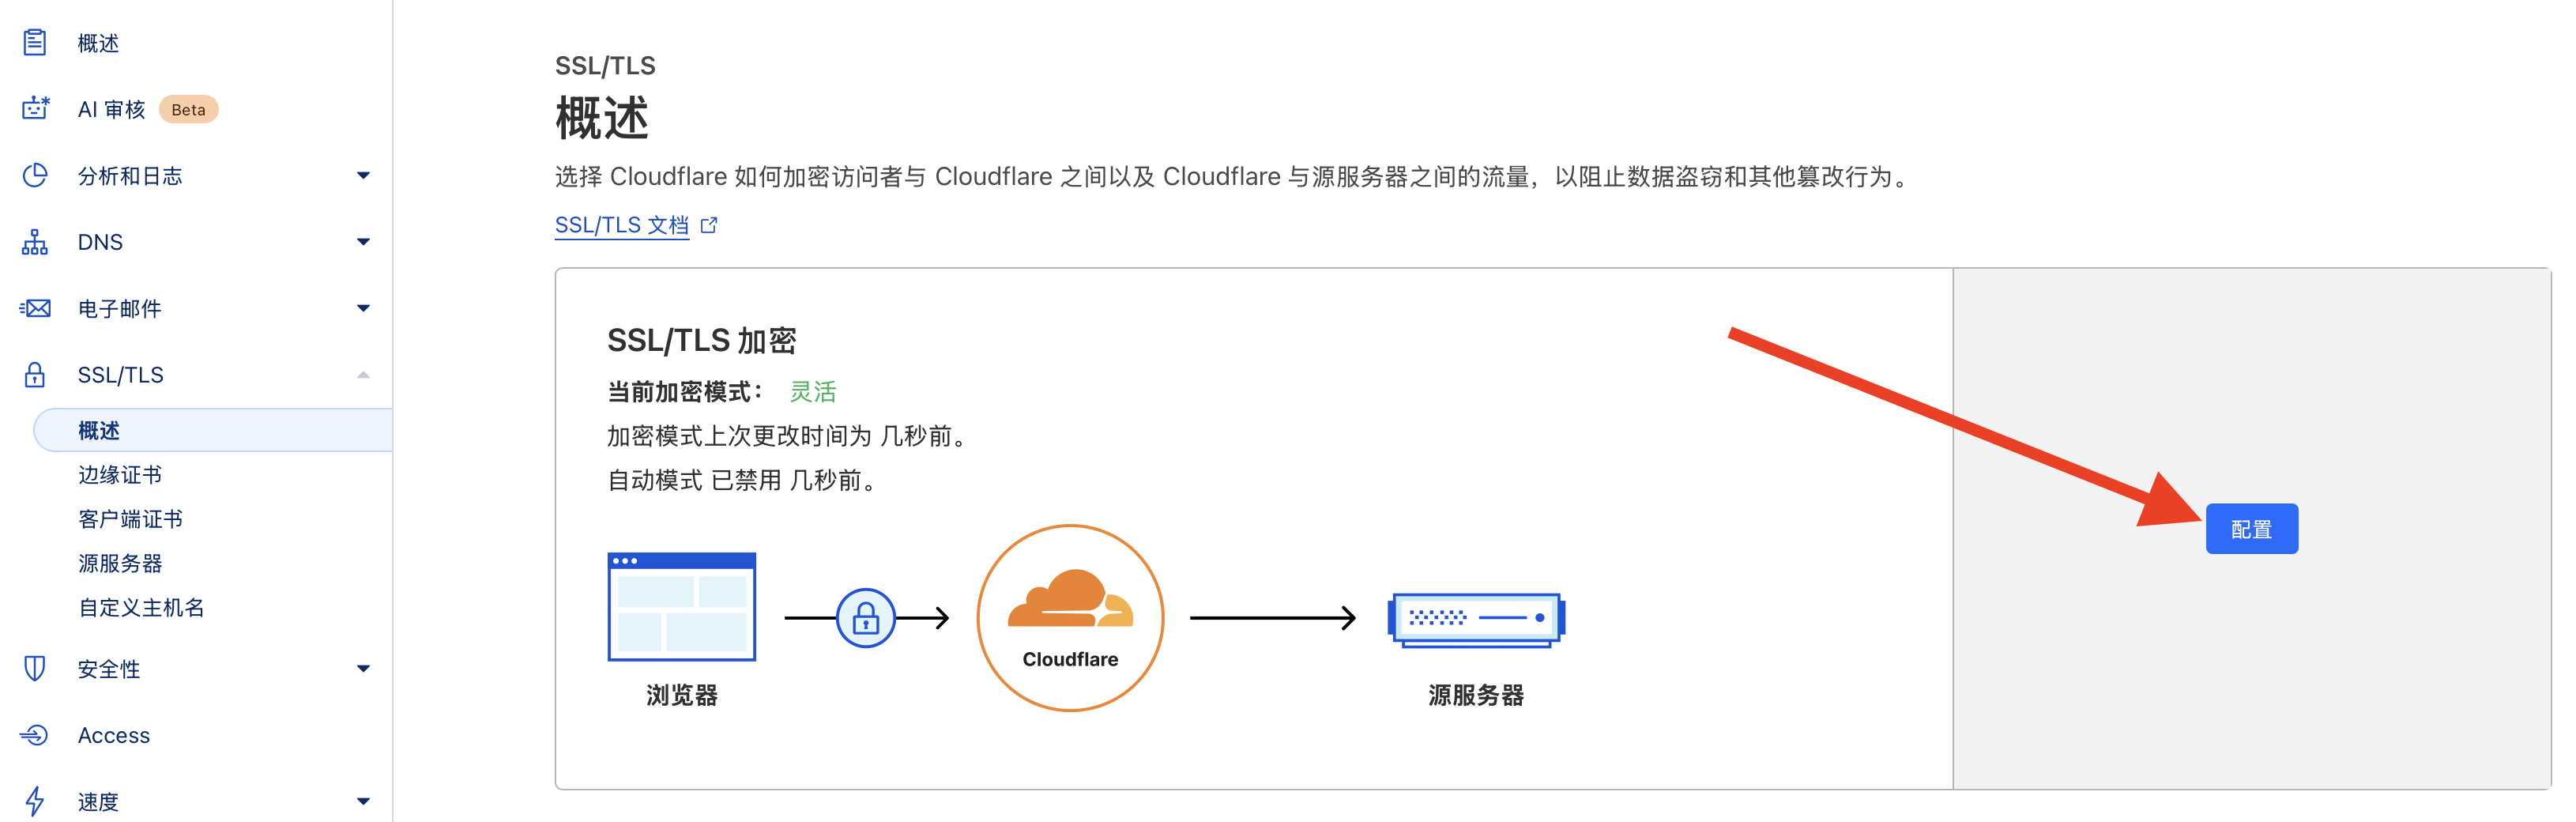 概述
AI 审核 Beta
分析和日志
DNS
电子邮件
SSL/TLS
概述
边缘证书
客户端证书
源服务器
自定义主机名
安全性
Access
速度
SSL/TLS
概述
选择 Cloudflare 如何加密访问者与 Cloudflare 之间以及 Cloudflare 与源服务器之间的流量，以阻止数据盗窃和其他篡改行为。
SSL/TLS 文档
SSL/TLS 加密
当前加密模式： 灵活
加密模式上次更改时间为 几秒前。
自动模式 已禁用 几秒前。
浏览器
Cloudflare
源服务器
配置